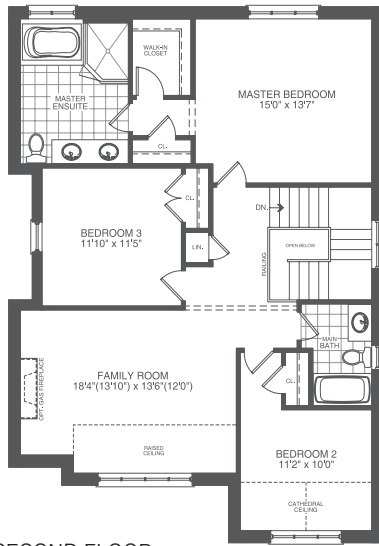 WALK-IN
CLOSET
MASTER BEDROOM
15'0" x 13'7"
MASTER
ENSUITE
CL.
CL.
DN.
BEDROOM 3
11'10" x 11'5"
LIN.
OPEN BELOW
RAILING
MAIN
BATH
FAMILY ROOM
18'4"(13'10") x 13'6"(12'0")
OPT. GAS FIREPLACE
CL.
RAISED
CEILING
BEDROOM 2
11'2" x 10'0"
CATHEDRAL
CEILING
SECOND FLOOR